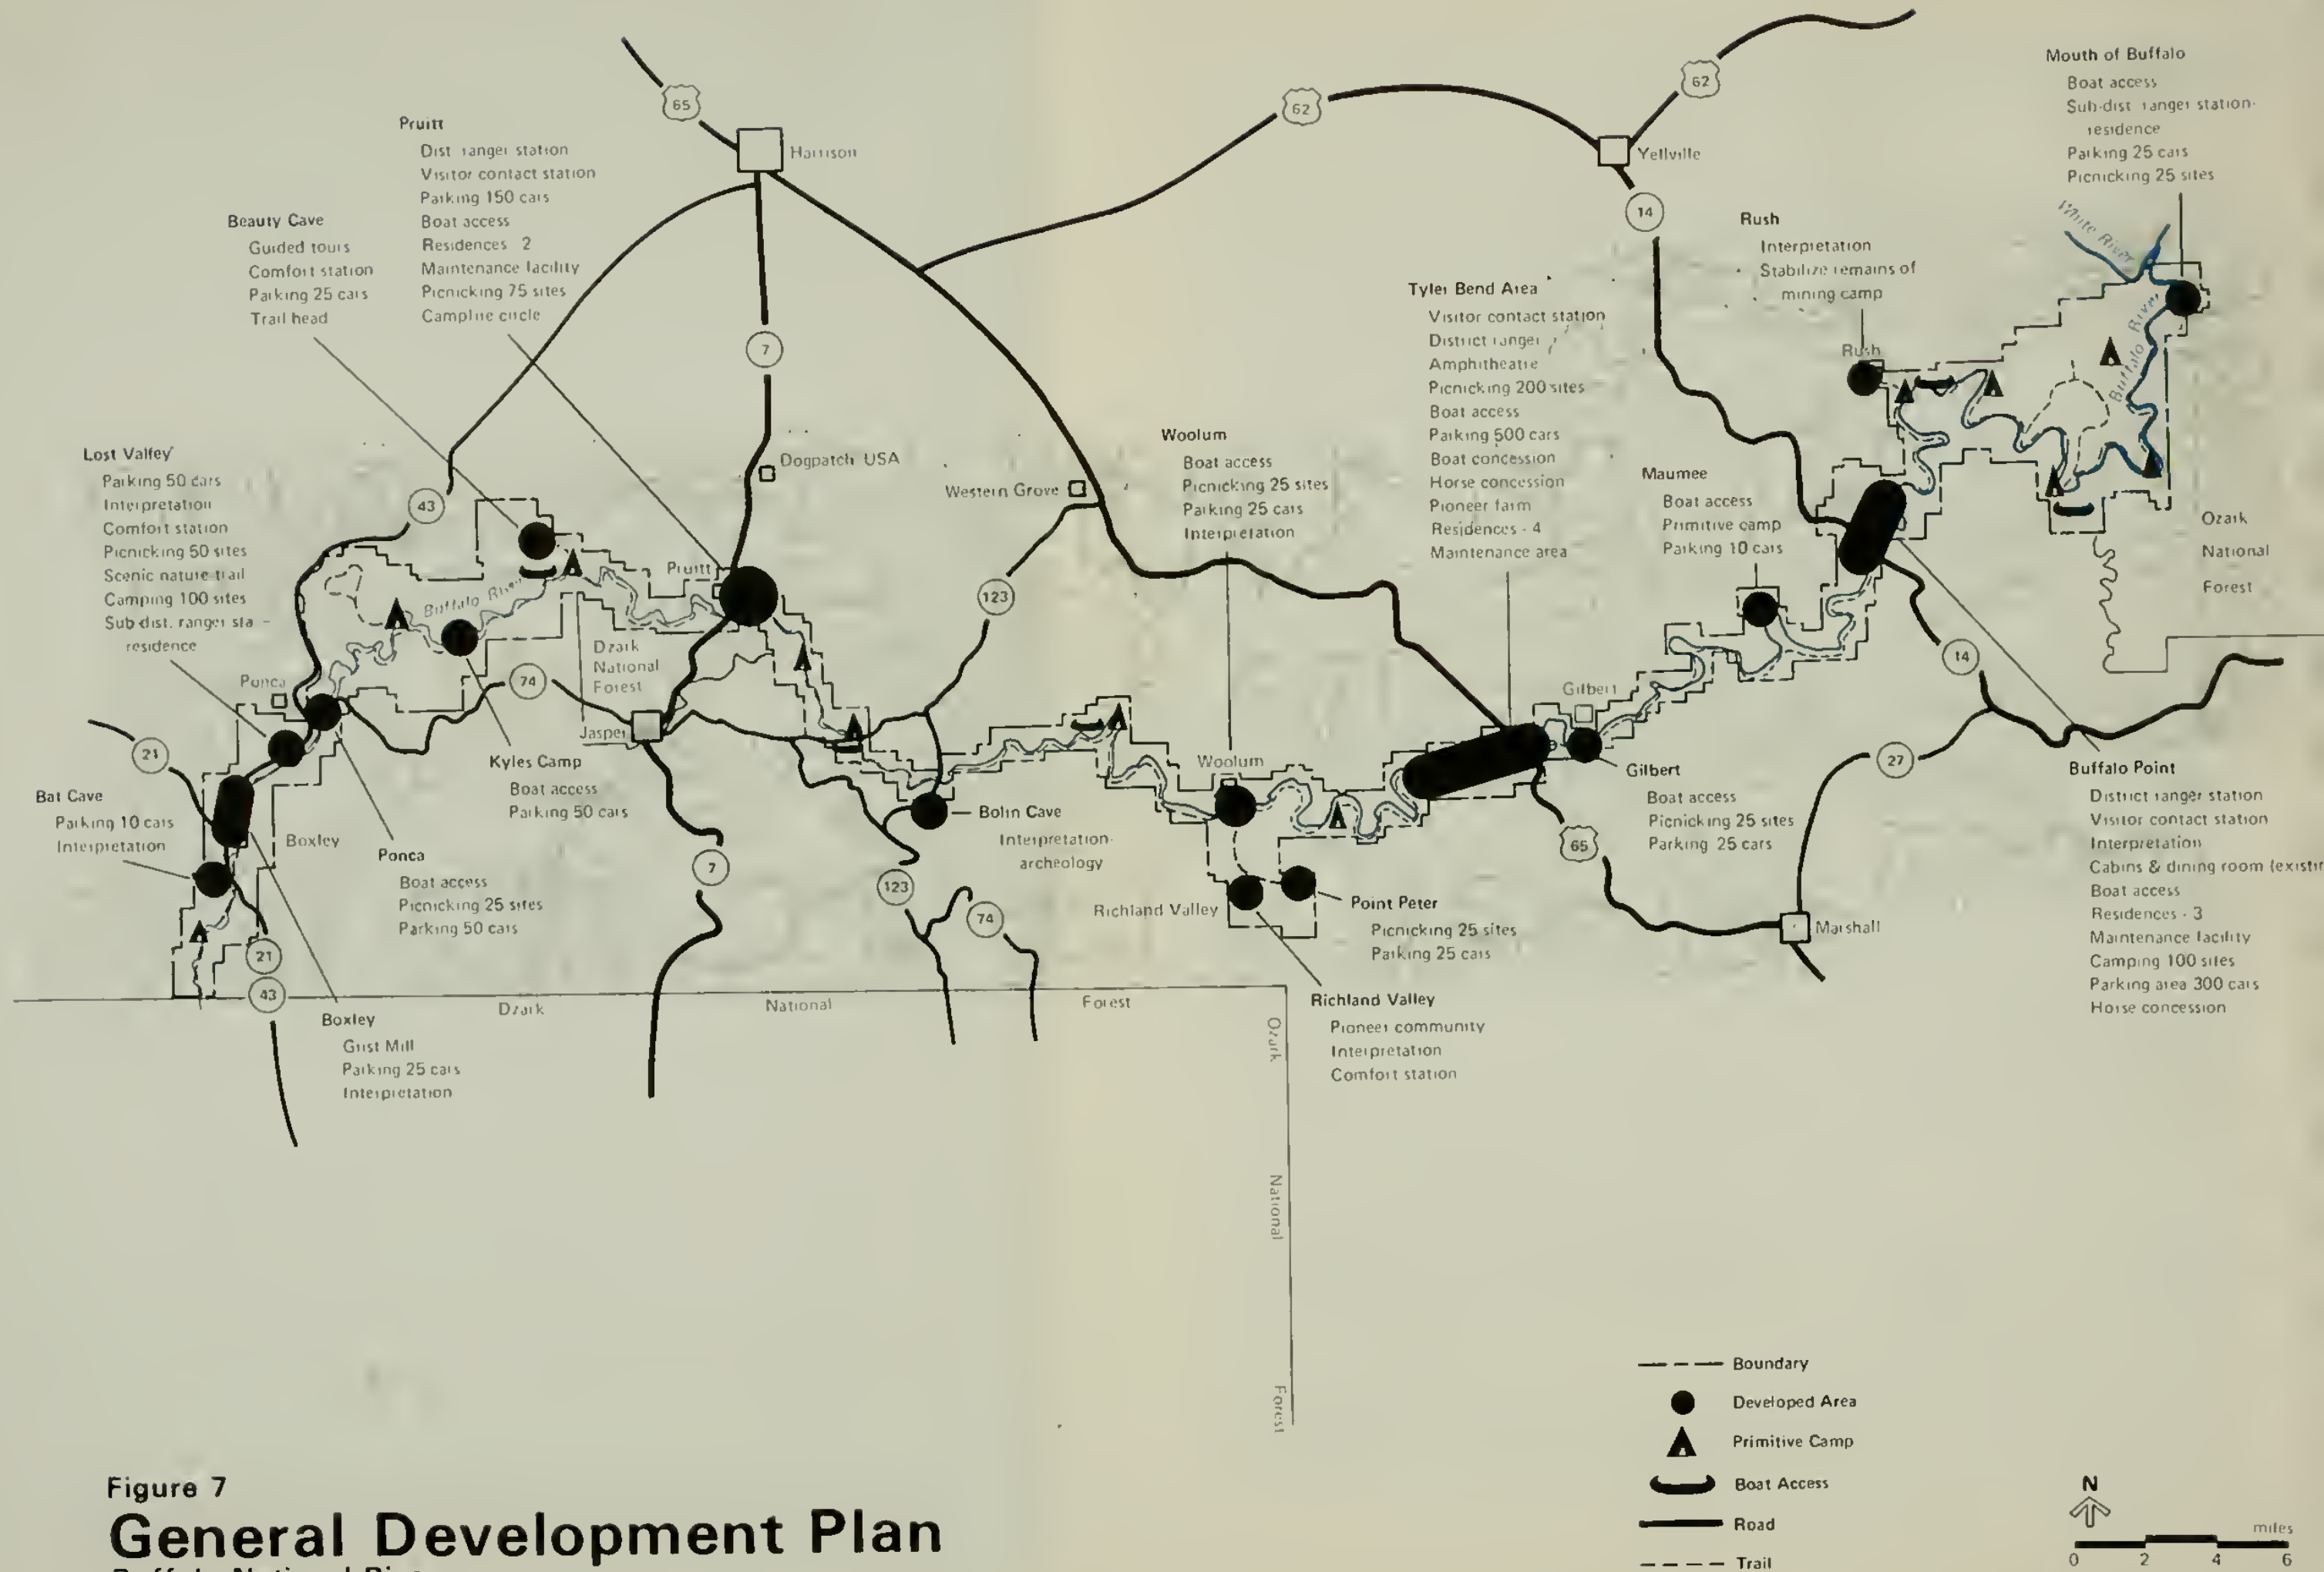 Mouth of Buffalo
Boat access
Sub-dist ranger station-
residence
Parking 25 cars
Picnicking 25 sites
65
62
62
Pruitt
Dist ranger station
Visitor contact station
Parking 150 cars
Boat access
Residences 2
Maintenance facility
Picnicking 75 sites
Campfire circle
Harrison
Yellville
14
Beauty Cave
Guided tours
Comfort station
Parking 25 cars
Trail head
Rush
Interpretation
Stabilize remains of
mining camp
White River
Buffalo River
Rush
Tyler Bend Area
Visitor contact station
District ranger
Amphitheatre
Picnicking 200 sites
Boat access
Parking 500 cars
Boat concession
Horse concession
Pioneer farm
Residences - 4
Maintenance area
7
Dogpatch USA
Western Grove
Woolum
Boat access
Picnicking 25 sites
Parking 25 cars
Interpretation
Maumee
Boat access
Primitive camp
Parking 10 cars
Lost Valley
Parking 50 cars
Interpretation
Comfort station
Picnicking 50 sites
Scenic nature trail
Camping 100 sites
Sub dist. ranger sta -
residence
43
Buffalo River
Pruitt
123
Ozark
National
Forest
Ozark
National
Forest
Ponca
74
Jasper
14
Gilbert
21
Kyles Camp
Boat access
Parking 50 cars
Woolum
27
Gilbert
Boat access
Picnicking 25 sites
Parking 25 cars
Buffalo Point
District ranger station
Visitor contact station
Interpretation
Cabins & dining room (existin
Boat access
Residences - 3
Maintenance facility
Camping 100 sites
Parking area 300 cars
Horse concession
Bat Cave
Parking 10 cars
Interpretation
Boxley
Ponca
Boat access
Picnicking 25 sites
Parking 50 cars
Bolin Cave
Interpretation-
archeology
7
123
74
65
Richland Valley
Point Peter
Picnicking 25 sites
Parking 25 cars
Marshall
21
43
Ozark National Forest
Boxley
Grist Mill
Parking 25 cars
Interpretation
Richland Valley
Pioneer community
Interpretation
Comfort station
Ozark National Forest
Boundary
Developed Area
Primitive Camp
Boat Access
Road
Trail
N
miles
0 2 4 6
Figure 7
General Development Plan